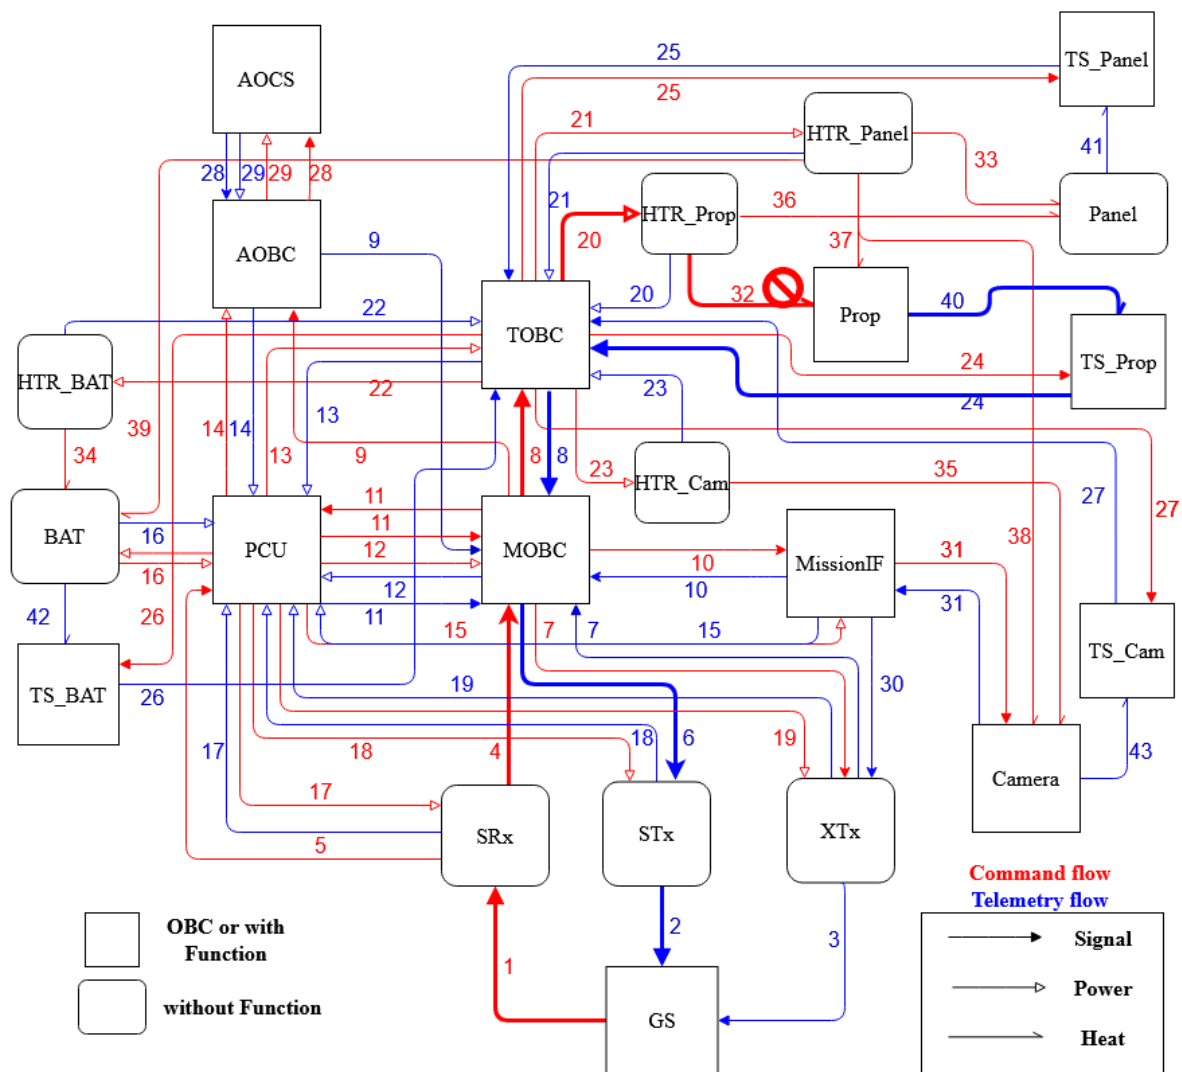 25
TS_Panel
AOCS
25
21
HTR_Panel
41
33
28
29
29
28
21
HTR_Prop
36
Panel
9
AOBC
20
37
22
20
32
40
Prop
TOBC
TS_Prop
HTR_BAT
22
13
23
24
24
39
14
14
13
9
34
8
8
23
HTR_Cam
35
27
11
27
BAT
16
PCU
11
MOBC
38
12
10
31
MissionIF
16
12
10
31
42
26
11
15
7
7
15
TS_Cam
TS_BAT
26
19
30
17
18
4
18
6
19
43
Camera
17
SRx
STx
XTx
5
Command flow
Telemetry flow
OBC or with
Function
2
3
Signal
1
Power
without Function
GS
Heat